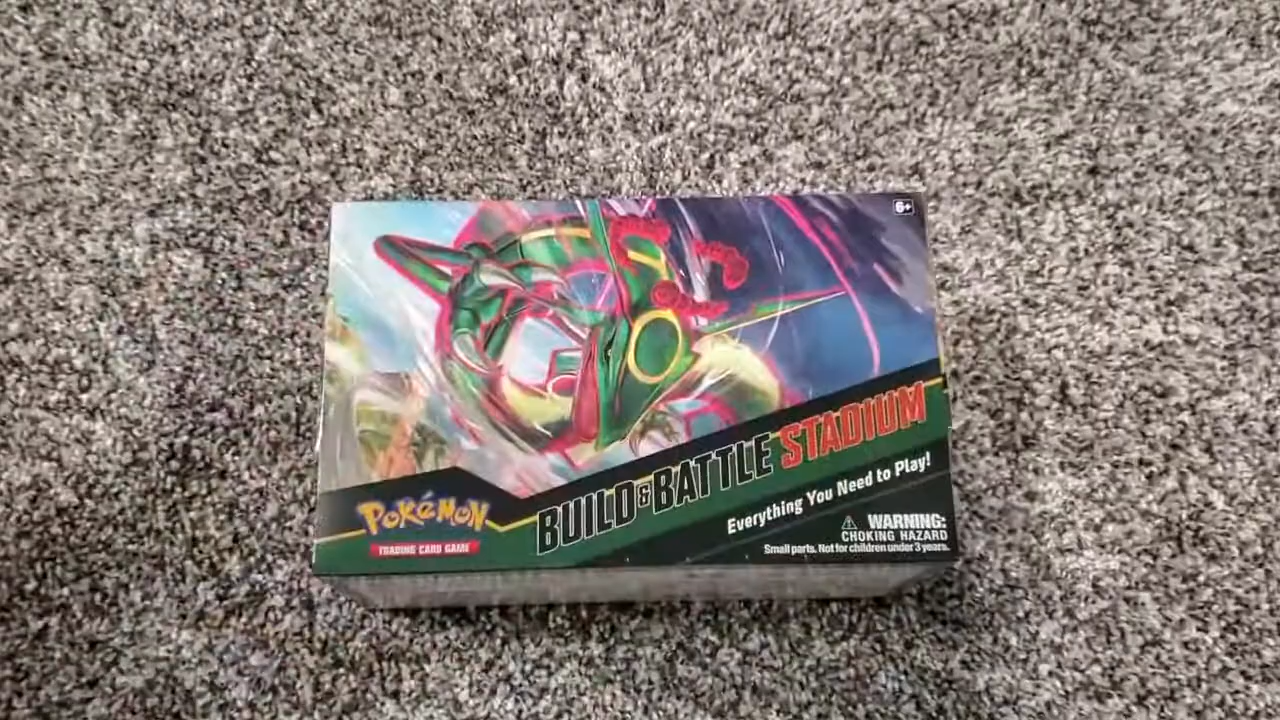 6+
BUILD & BATTLE STADIUM
Everything You Need to Play!
POKéMON
TRADING CARD GAME
WARNING:
CHOKING HAZARD
Small parts. Not for children under 3 years.